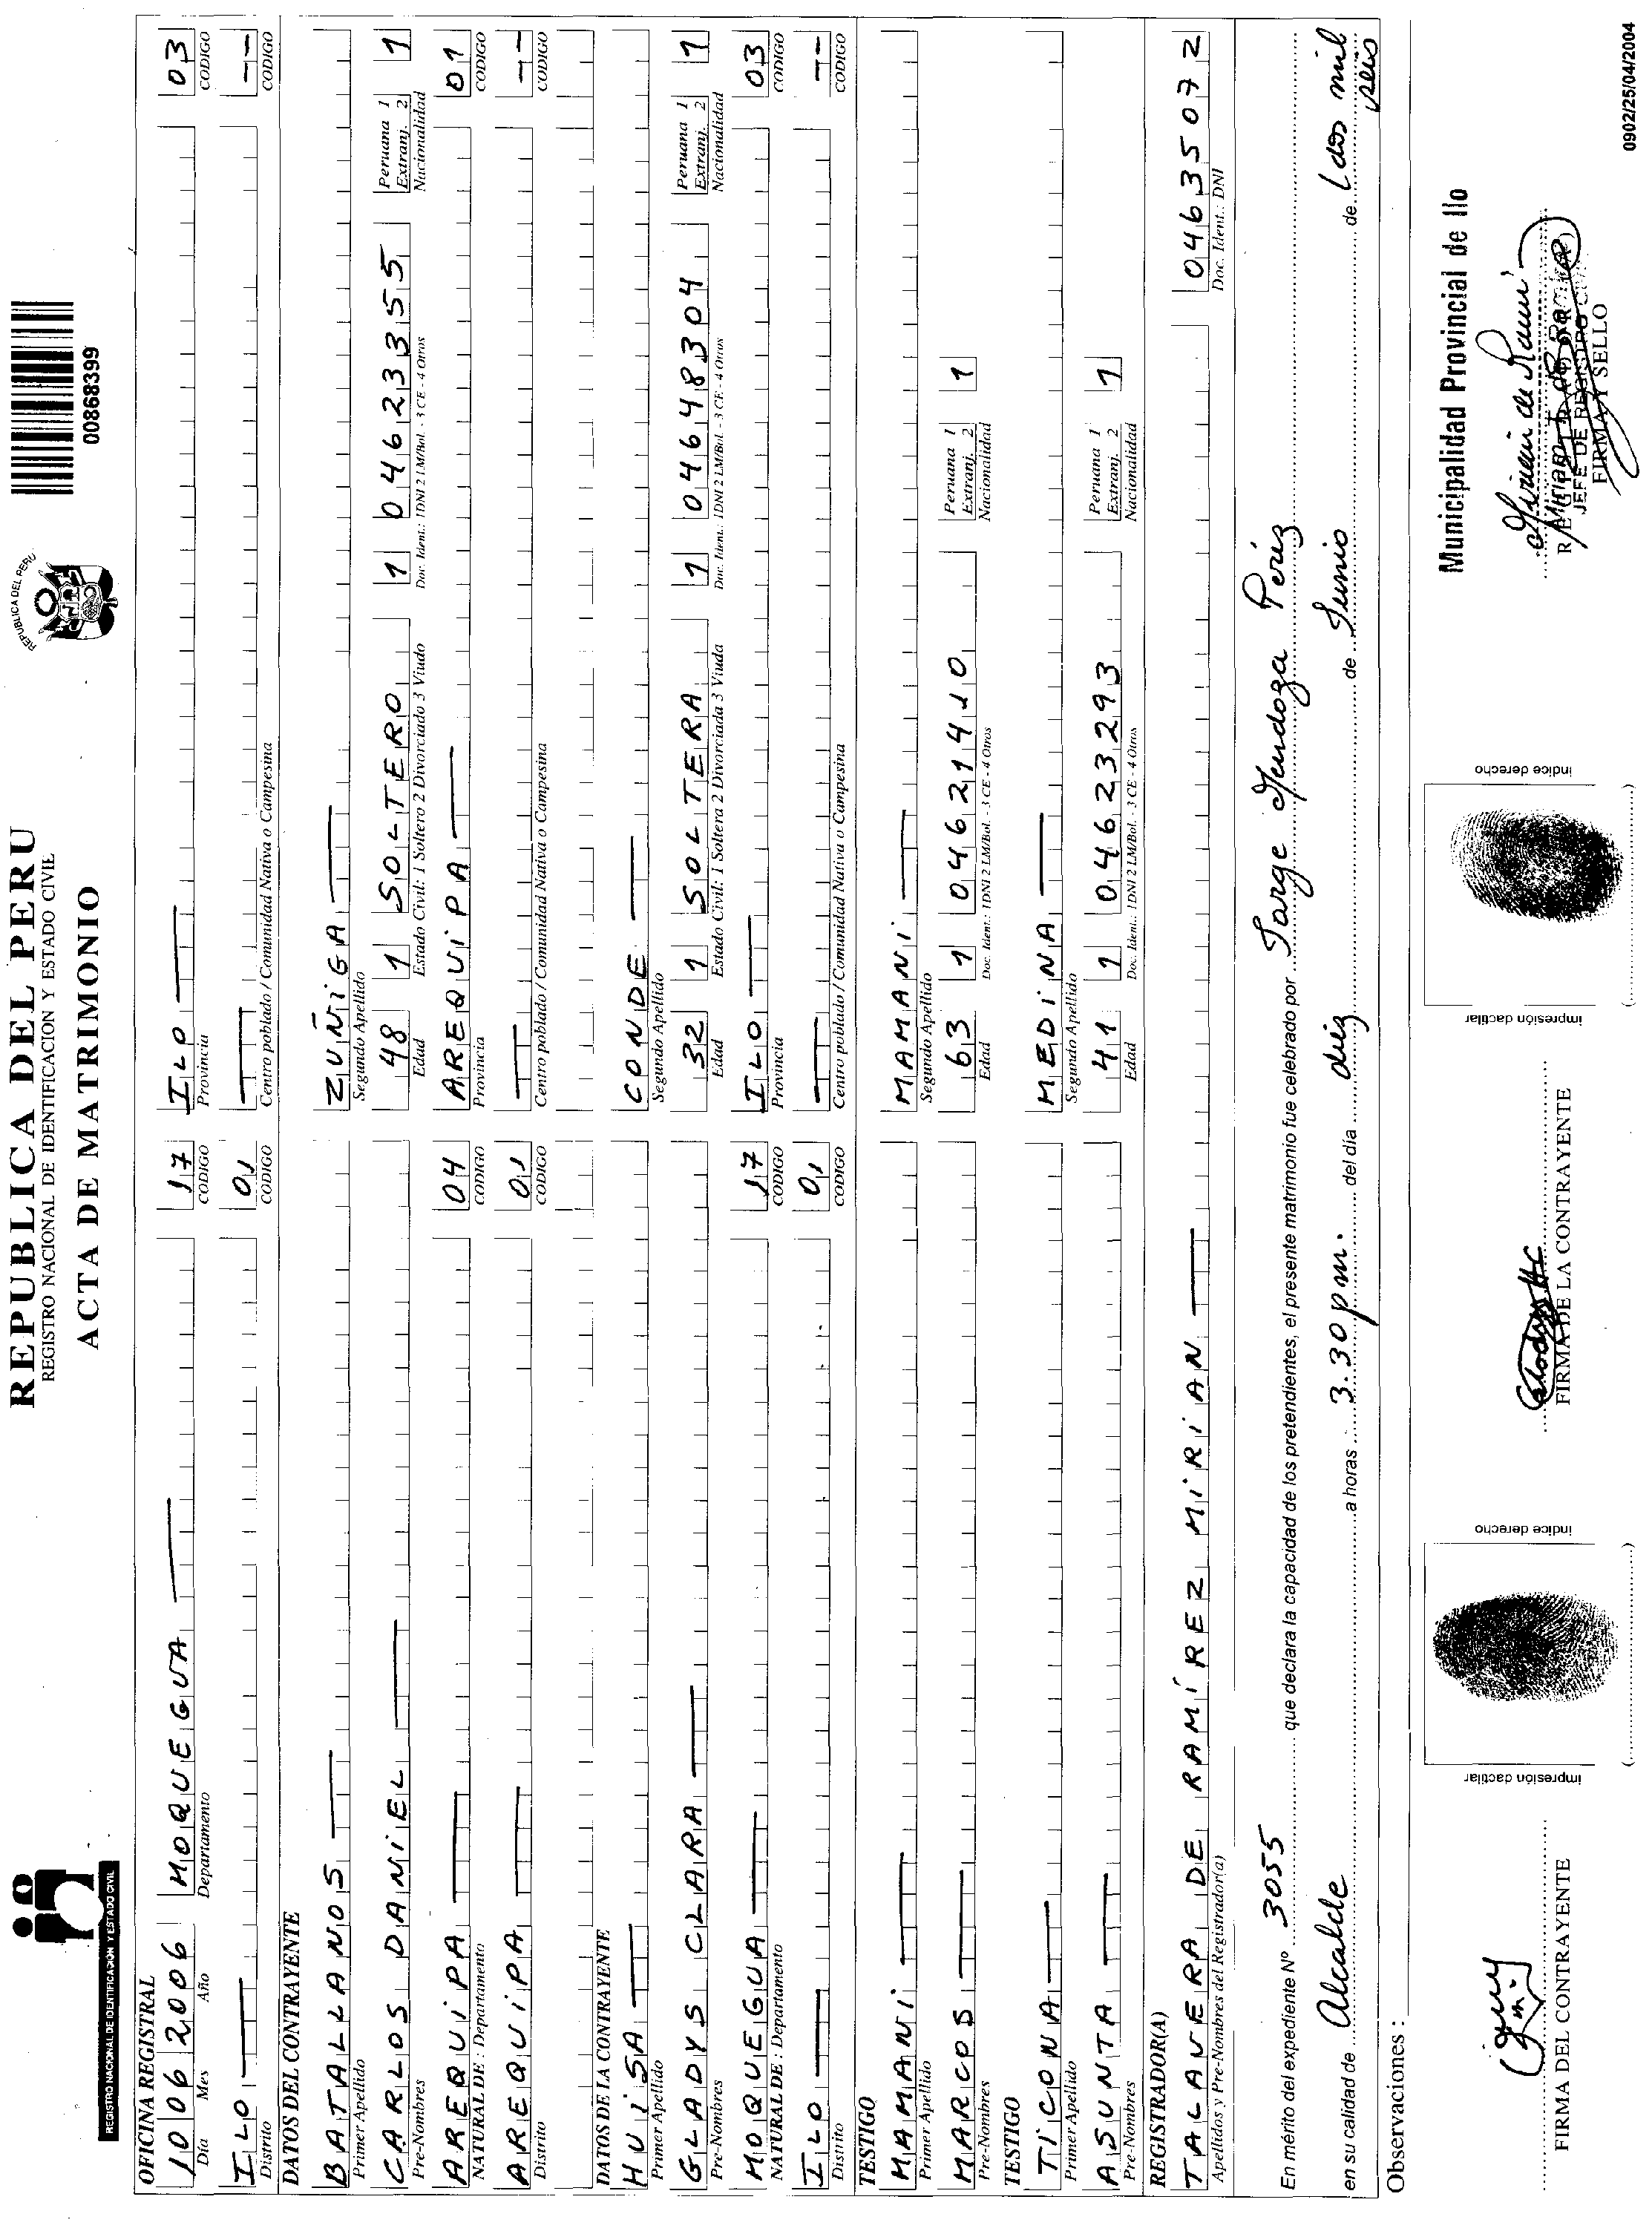 REPUBLICA DEL PERU
REGISTRO NACIONAL DE IDENTIFICACION Y ESTADO CIVIL
ACTA DE MATRIMONIO
REGISTRO NACIONAL DE IDENTIFICACION Y ESTADO CIVIL
REPUBLICA DEL PERU
00868399
OFICINA REGISTRAL
10 06 2006 MOQUEGUA 17 ILO 03
Día Mes Año Departamento CODIGO Provincia CODIGO
ILO 01 --
Distrito CODIGO Centro poblado / Comunidad Nativa o Campesina CODIGO
DATOS DEL CONTRAYENTE
BATALLANOS ZUÑIGA
Primer Apellido Segundo Apellido
CARLOS DANIEL 48 1 SOLTERO 1 04623355 Peruana 1 Extranj. 2 1
Pre-Nombres Edad Estado Civil: 1 Soltero 2 Divorciado 3 Viudo Doc. Ident.: 1DNI 2 LM/Bol. - 3 CE - 4 Otros Nacionalidad
AREQUIPA 04 AREQUIPA 01
NATURAL DE : Departamento CODIGO Provincia CODIGO
AREQUIPA 01 --
Distrito CODIGO Centro poblado / Comunidad Nativa o Campesina CODIGO
DATOS DE LA CONTRAYENTE
HUISA CONDE
Primer Apellido Segundo Apellido
GLADYS CLARA 32 1 SOLTERA 1 04648304 Peruana 1 Extranj. 2 1
Pre-Nombres Edad Estado Civil: 1 Soltera 2 Divorciada 3 Viuda Doc. Ident.: 1DNI 2 LM/Bol. - 3 CE - 4 Otros Nacionalidad
MOQUEGUA 17 ILO 03
NATURAL DE : Departamento CODIGO Provincia CODIGO
ILO 01 --
Distrito CODIGO Centro poblado / Comunidad Nativa o Campesina CODIGO
TESTIGO
MAMANI MAMANI
Primer Apellido Segundo Apellido
MARCOS 63 1 04621410 Peruana 1 Extranj. 2 1
Pre-Nombres Edad Doc. Ident.: 1DNI 2 LM/Bol. - 3 CE - 4 Otros Nacionalidad
TESTIGO
TICONA MEDINA
Primer Apellido Segundo Apellido
ASUNTA 41 1 04623293 Peruana 1 Extranj. 2 1
Pre-Nombres Edad Doc. Ident.: 1DNI 2 LM/Bol. - 3 CE - 4 Otros Nacionalidad
REGISTRADOR(A)
TALAVERA DE RAMÍREZ MIRIAN 04635072
Apellidos y Pre-Nombres del Registrador(a) Doc. Ident.: DNI
En mérito del expediente Nº 3055 que declara la capacidad de los pretendientes, el presente matrimonio fue celebrado por Jorge Mendoza Pérez
en su calidad de Alcalde a horas 3.30 pm. del día diez de Junio de (dos mil seis
Observaciones :
Municipalidad Provincial de Ilo
JEFE DE REGISTRO
FIRMA Y SELLO
impresión dactilar índice derecho
impresión dactilar índice derecho
FIRMA DEL CONTRAYENTE
FIRMA DE LA CONTRAYENTE
0902/25/04/2004